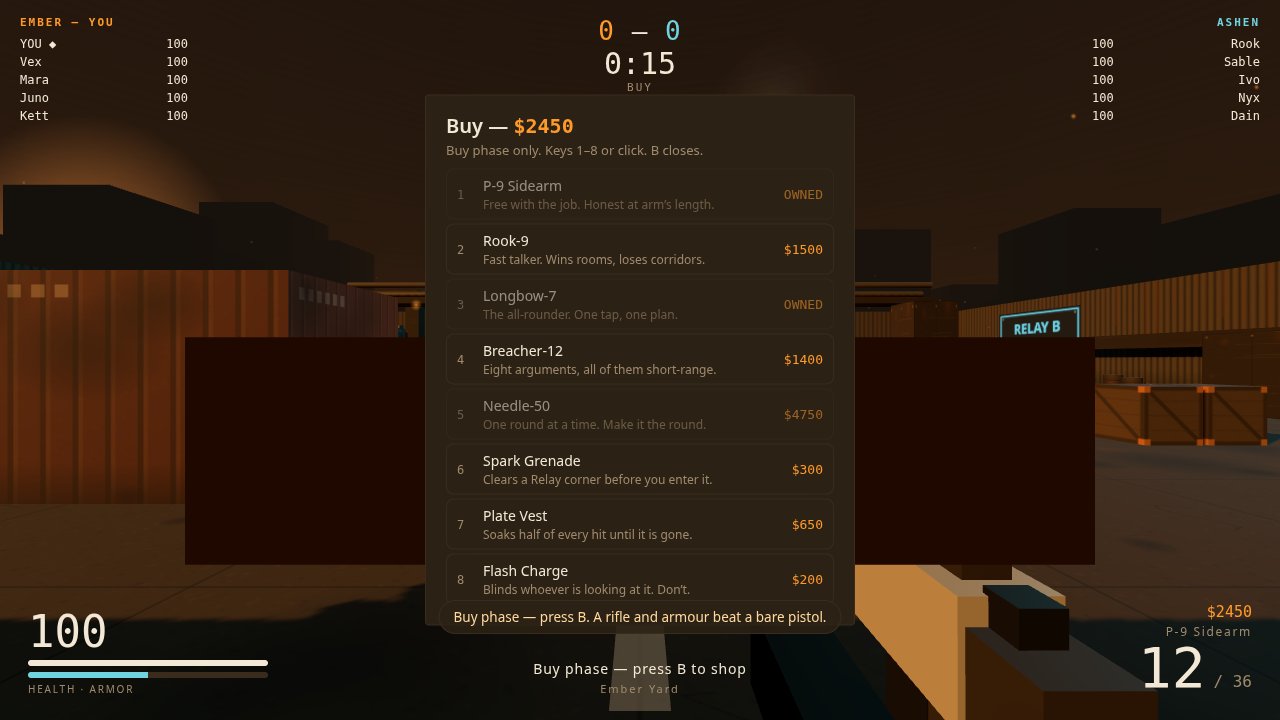 EMBER — YOU
YOU ◆ 100
Vex 100
Mara 100
Juno 100
Kett 100
0 — 0
0:15
BUY
ASHEN
100 Rook
100 Sable
100 Ivo
100 Nyx
100 Dain
Buy — $2450
Buy phase only. Keys 1–8 or click. B closes.
1 P-9 Sidearm OWNED
Free with the job. Honest at arm’s length.
2 Rook-9 $1500
Fast talker. Wins rooms, loses corridors.
3 Longbow-7 OWNED
The all-rounder. One tap, one plan.
4 Breacher-12 $1400
Eight arguments, all of them short-range.
5 Needle-50 $4750
One round at a time. Make it the round.
6 Spark Grenade $300
Clears a Relay corner before you enter it.
7 Plate Vest $650
Soaks half of every hit until it is gone.
8 Flash Charge $200
Blinds whoever is looking at it. Don’t.
RELAY B
Buy phase — press B. A rifle and armour beat a bare pistol.
Buy phase — press B to shop
Ember Yard
100
HEALTH · ARMOR
$2450
P-9 Sidearm
12 / 36